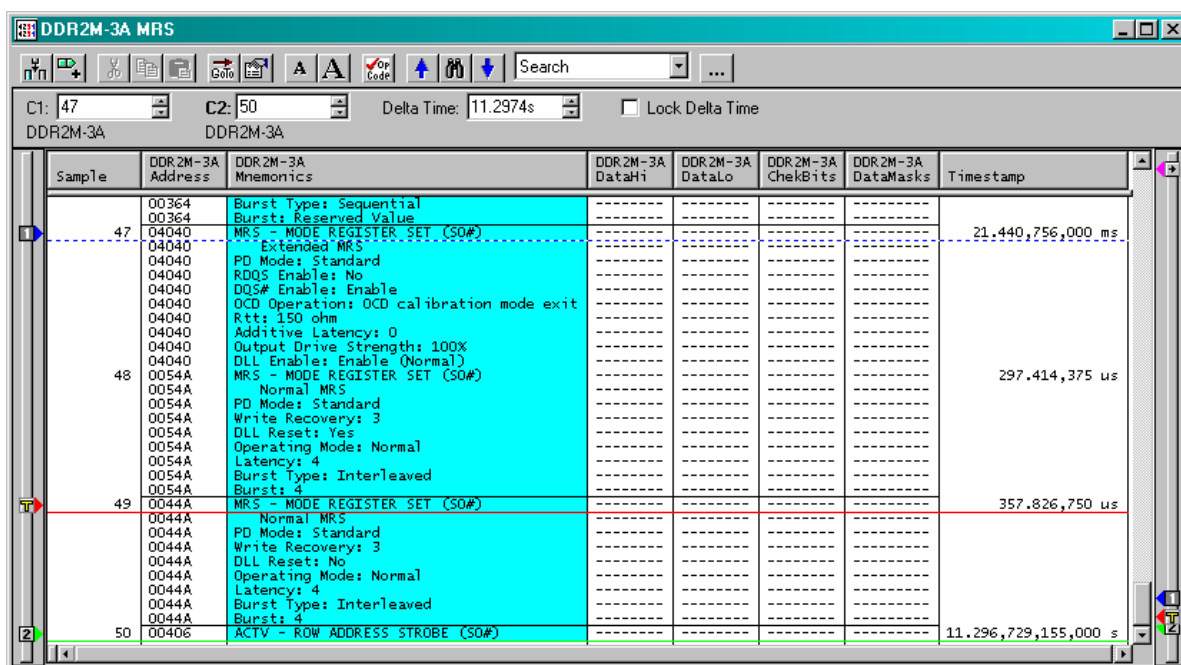 DDR2M-3A MRS
GoTo A A Op Code Search ...
C1: 47 C2: 50 Delta Time: 11.2974s Lock Delta Time
DDR2M-3A DDR2M-3A
Sample DDR2M-3A Address DDR2M-3A Mnemonics DDR2M-3A DataHi DDR2M-3A DataLo DDR2M-3A ChekBits DDR2M-3A DataMasks Timestamp
00364 Burst Type: Sequential -------- -------- -------- --------
00364 Burst: Reserved Value -------- -------- -------- --------
1 47 04040 MRS - MODE REGISTER SET (S0#) -------- -------- -------- -------- 21.440,756,000 ms
04040 Extended MRS -------- -------- -------- --------
04040 PD Mode: Standard -------- -------- -------- --------
04040 RDQS Enable: No -------- -------- -------- --------
04040 DQS# Enable: Enable -------- -------- -------- --------
04040 OCD Operation: OCD calibration mode exit -------- -------- -------- --------
04040 Rtt: 150 ohm -------- -------- -------- --------
04040 Additive Latency: 0 -------- -------- -------- --------
04040 Output Drive Strength: 100% -------- -------- -------- --------
04040 DLL Enable: Enable (Normal) -------- -------- -------- --------
48 0054A MRS - MODE REGISTER SET (S0#) -------- -------- -------- -------- 297.414,375 us
0054A Normal MRS -------- -------- -------- --------
0054A PD Mode: Standard -------- -------- -------- --------
0054A Write Recovery: 3 -------- -------- -------- --------
0054A DLL Reset: Yes -------- -------- -------- --------
0054A Operating Mode: Normal -------- -------- -------- --------
0054A Latency: 4 -------- -------- -------- --------
0054A Burst Type: Interleaved -------- -------- -------- --------
0054A Burst: 4 -------- -------- -------- --------
T 49 0044A MRS - MODE REGISTER SET (S0#) -------- -------- -------- -------- 357.826,750 us
0044A Normal MRS -------- -------- -------- --------
0044A PD Mode: Standard -------- -------- -------- --------
0044A Write Recovery: 3 -------- -------- -------- --------
0044A DLL Reset: No -------- -------- -------- --------
0044A Operating Mode: Normal -------- -------- -------- --------
0044A Latency: 4 -------- -------- -------- --------
0044A Burst Type: Interleaved -------- -------- -------- --------
0044A Burst: 4 -------- -------- -------- -------- 1
2 50 00406 ACTV - ROW ADDRESS STROBE (S0#) -------- -------- -------- -------- 11.296,729,155,000 s T 2